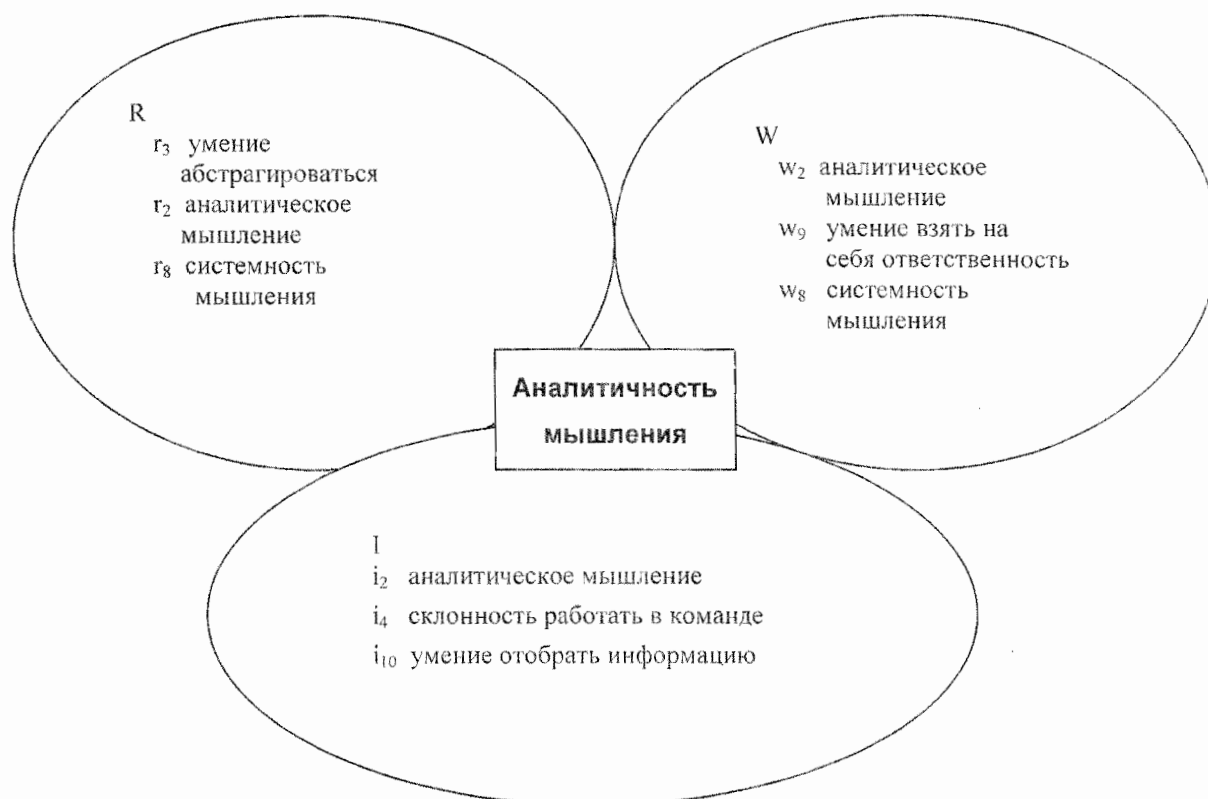 R
r₃ умение
абстрагироваться
r₂ аналитическое
мышление
r₈ системность
мышления
W
w₂ аналитическое
мышление
w₉ умение взять на
себя ответственность
w₈ системность
мышления
Аналитичность
мышления
I
i₂ аналитическое мышление
i₄ склонность работать в команде
i₁₀ умение отобрать информацию